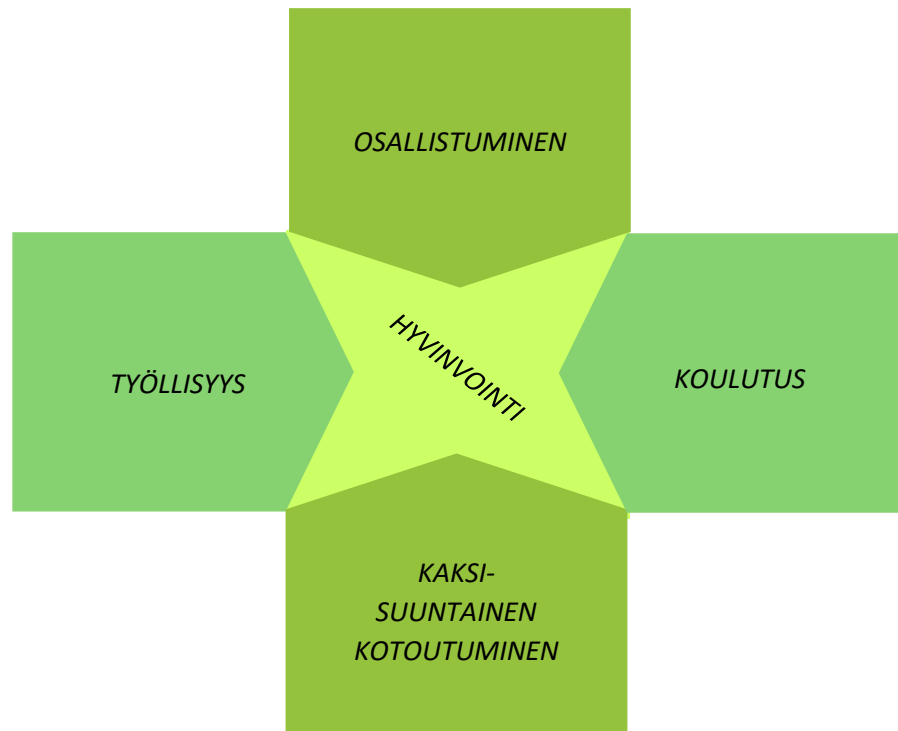 OSALLISTUMINEN
TYÖLLISYYS
HYVINVOINTI
KOULUTUS
KAKSI-
SUUNTAINEN
KOTOUTUMINEN